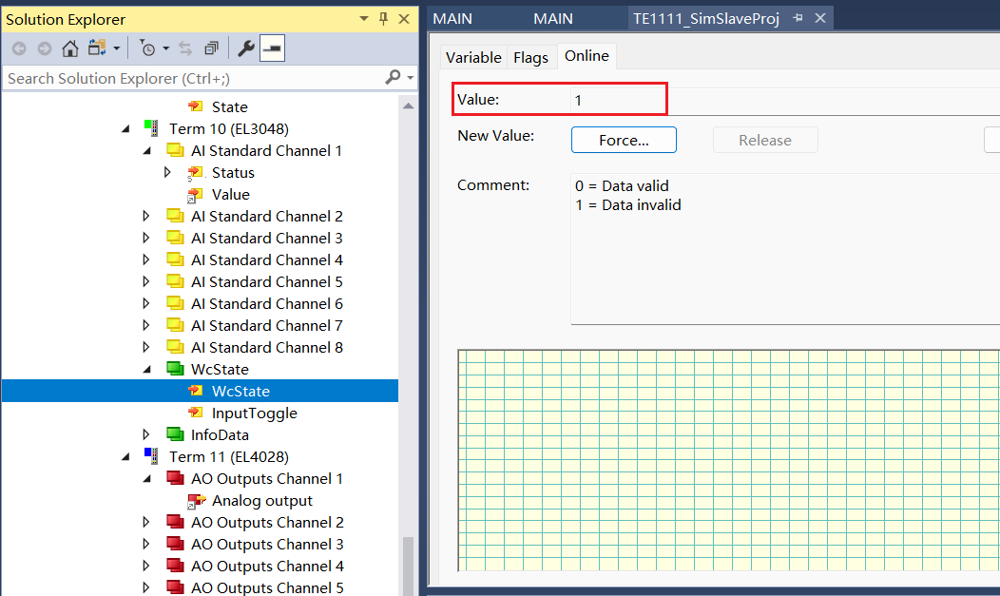 Solution Explorer
Search Solution Explorer (Ctrl+;)
State
Term 10 (EL3048)
AI Standard Channel 1
Status
Value
AI Standard Channel 2
AI Standard Channel 3
AI Standard Channel 4
AI Standard Channel 5
AI Standard Channel 6
AI Standard Channel 7
AI Standard Channel 8
WcState
WcState
InputToggle
InfoData
Term 11 (EL4028)
AO Outputs Channel 1
Analog output
AO Outputs Channel 2
AO Outputs Channel 3
AO Outputs Channel 4
AO Outputs Channel 5
MAIN MAIN TE1111_SimSlaveProj
Variable Flags Online
Value: 1
New Value: Force... Release
Comment: 0 = Data valid
1 = Data invalid